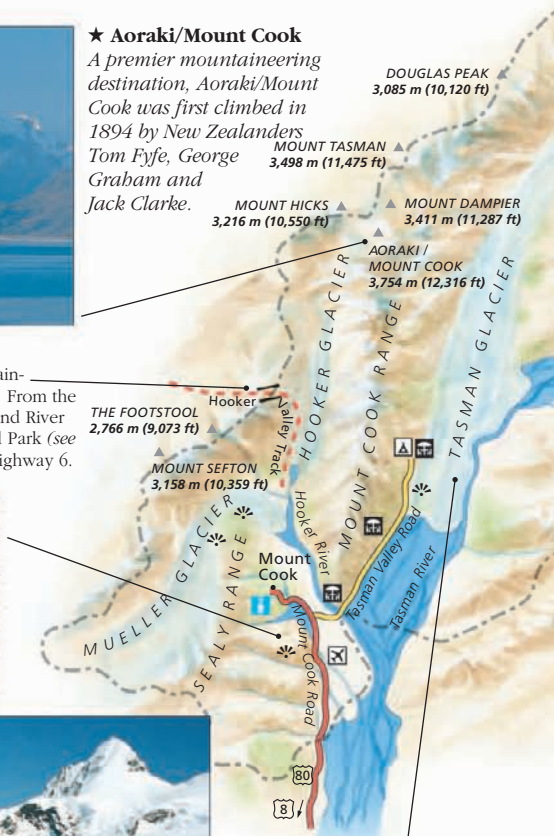 ★ Aoraki/Mount Cook
A premier mountaineering
destination, Aoraki/Mount
Cook was first climbed in
1894 by New Zealanders
Tom Fyfe, George
Graham and
Jack Clarke.
DOUGLAS PEAK
3,085 m (10,120 ft)
MOUNT TASMAN
3,498 m (11,475 ft)
MOUNT HICKS
3,216 m (10,550 ft)
MOUNT DAMPIER
3,411 m (11,287 ft)
AORAKI /
MOUNT COOK
3,754 m (12,316 ft)
HOOKER GLACIER
MOUNT COOK RANGE
TASMAN GLACIER
ain-
From the
nd River
l Park (see
ighway 6.
Hooker
Valley Track
THE FOOTSTOOL
2,766 m (9,073 ft)
MOUNT SEFTON
3,158 m (10,359 ft)
MUELLER GLACIER
SEALY RANGE
Hooker River
Mount
Cook
Tasman Valley Road
Tasman River
Mount Cook Road
80
8